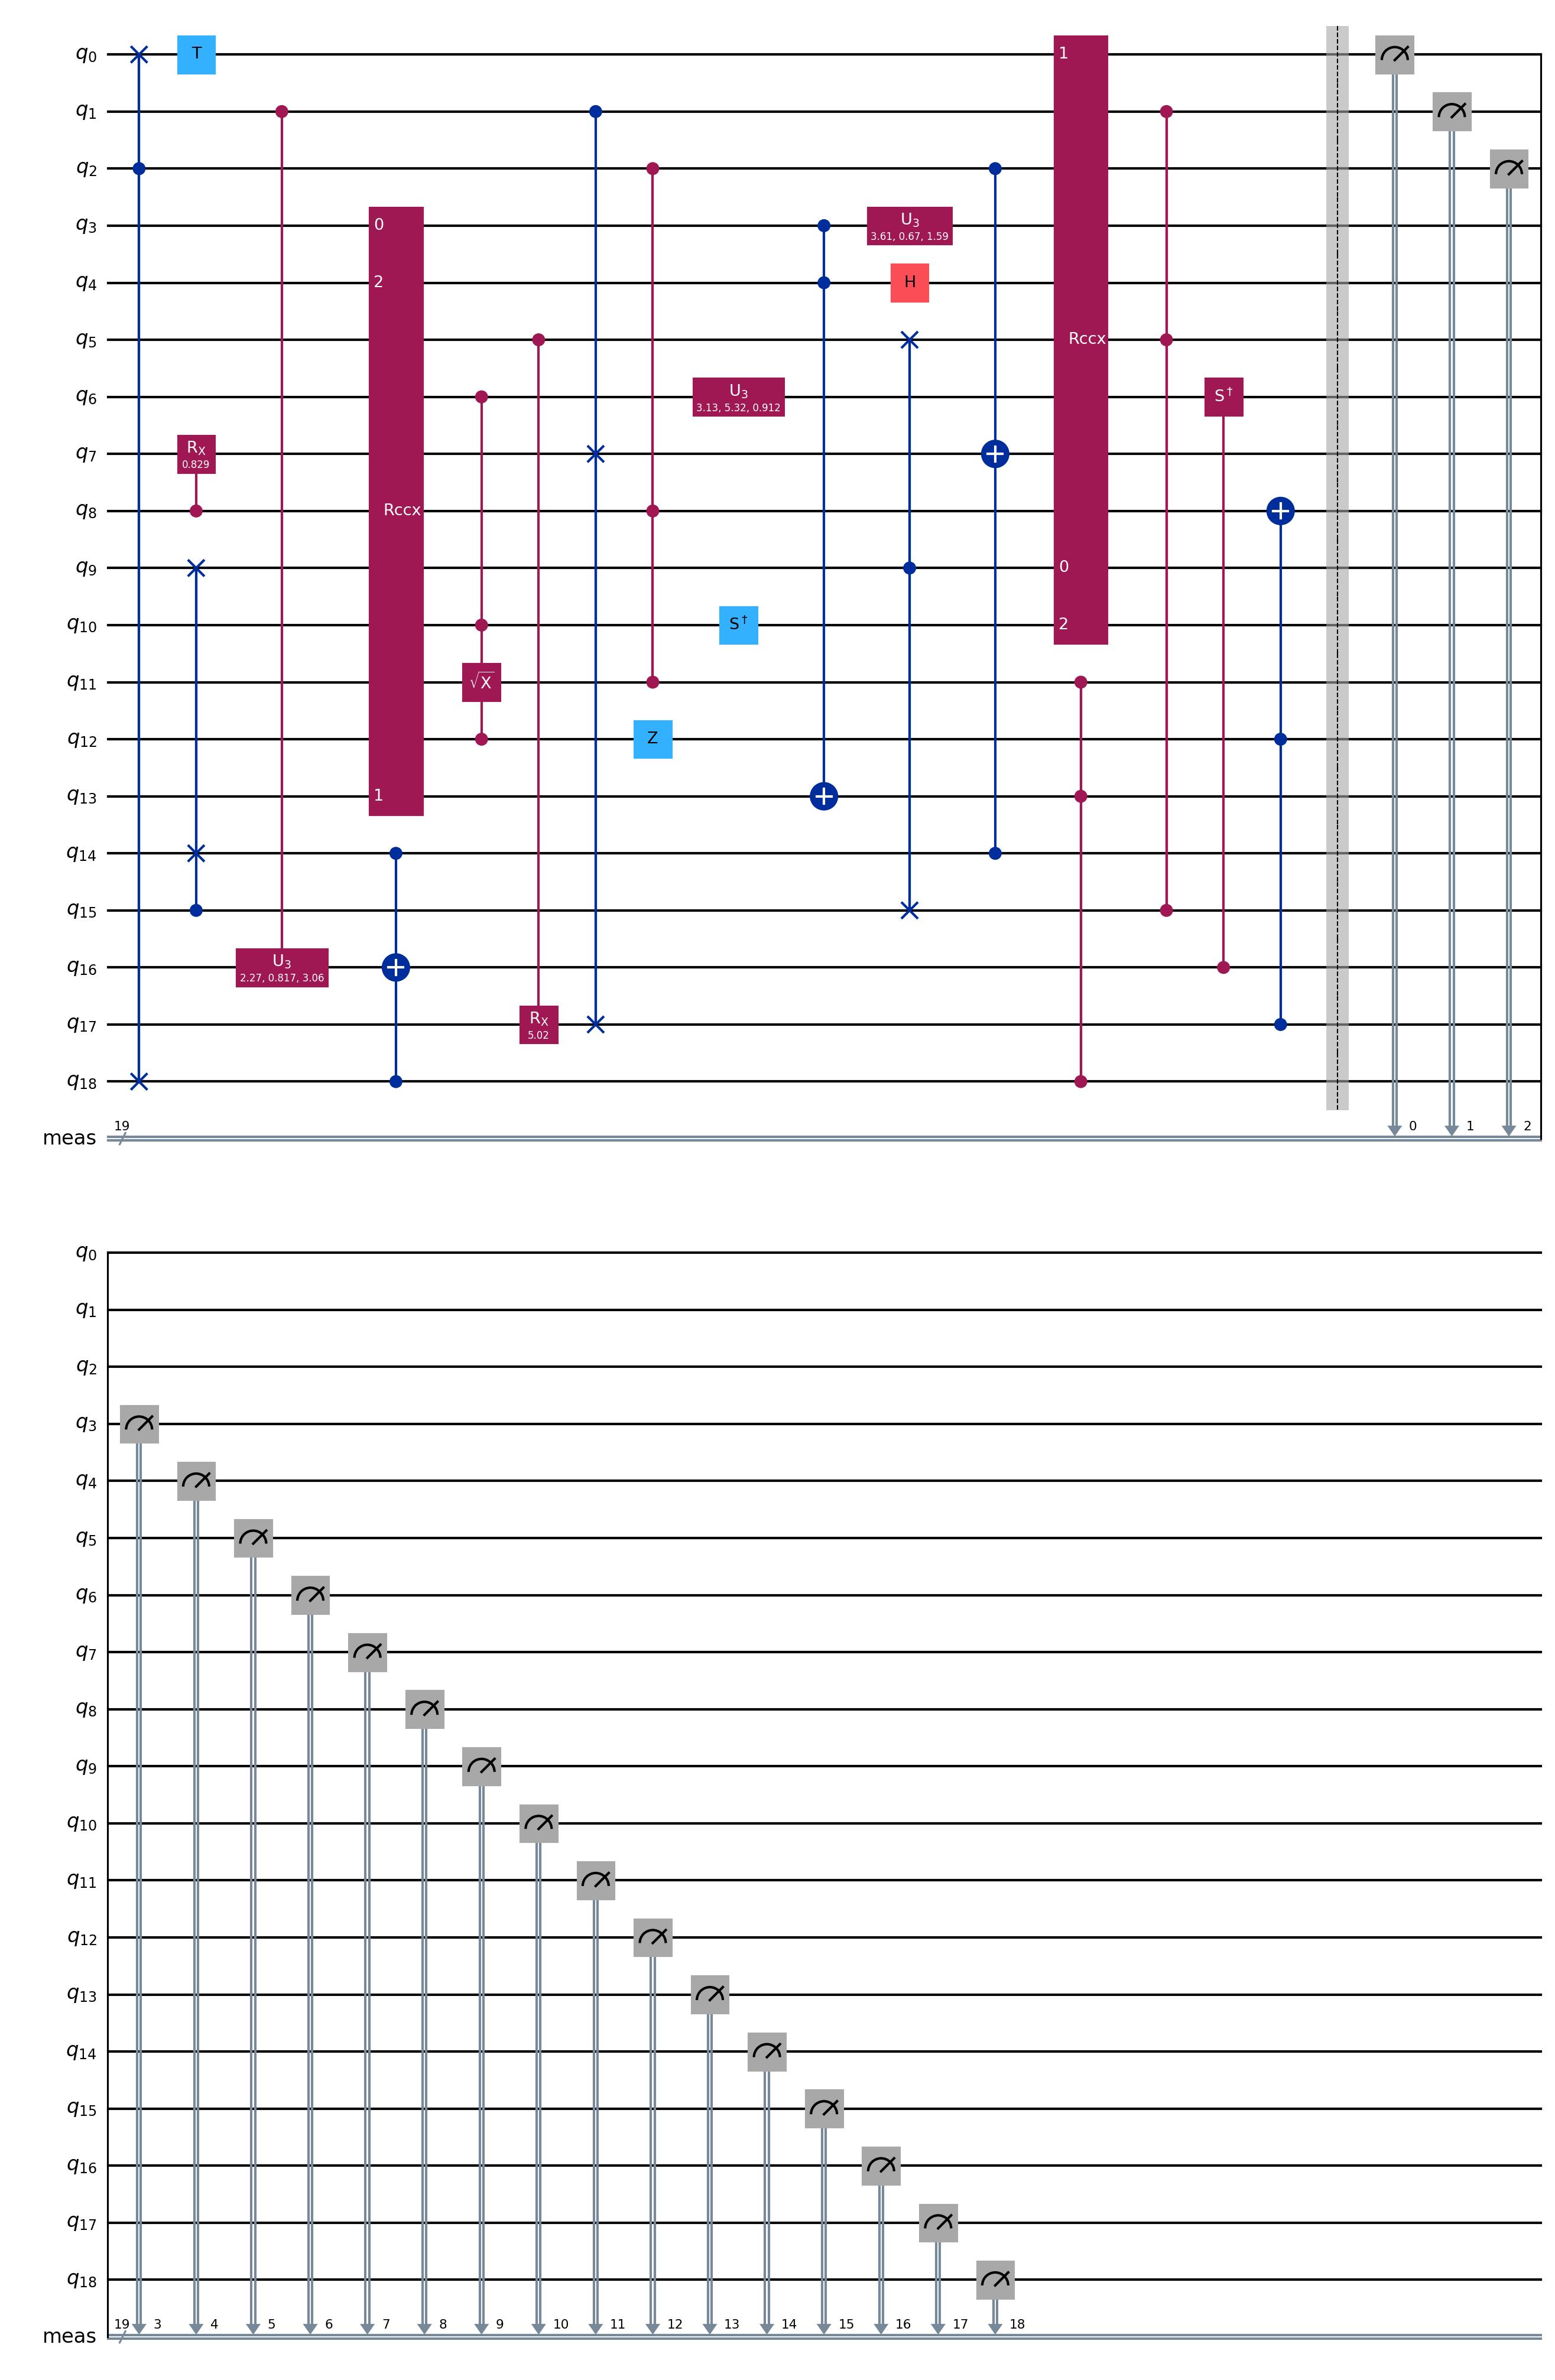 q0 T 1
q1
q2
q3 0 U3
3.61, 0.67, 1.59
q4 2 H
q5 Rccx
q6 U3 S†
3.13, 5.32, 0.912
q7 RX
0.829
q8 Rccx
q9 0
q10 S† 2
q11 √X
q12 Z
q13 1
q14
q15
q16 U3
2.27, 0.817, 3.06
q17 RX
5.02
q18
19 0 1 2
meas
q0
q1
q2
q3
q4
q5
q6
q7
q8
q9
q10
q11
q12
q13
q14
q15
q16
q17
q18
19 3 4 5 6 7 8 9 10 11 12 13 14 15 16 17 18
meas